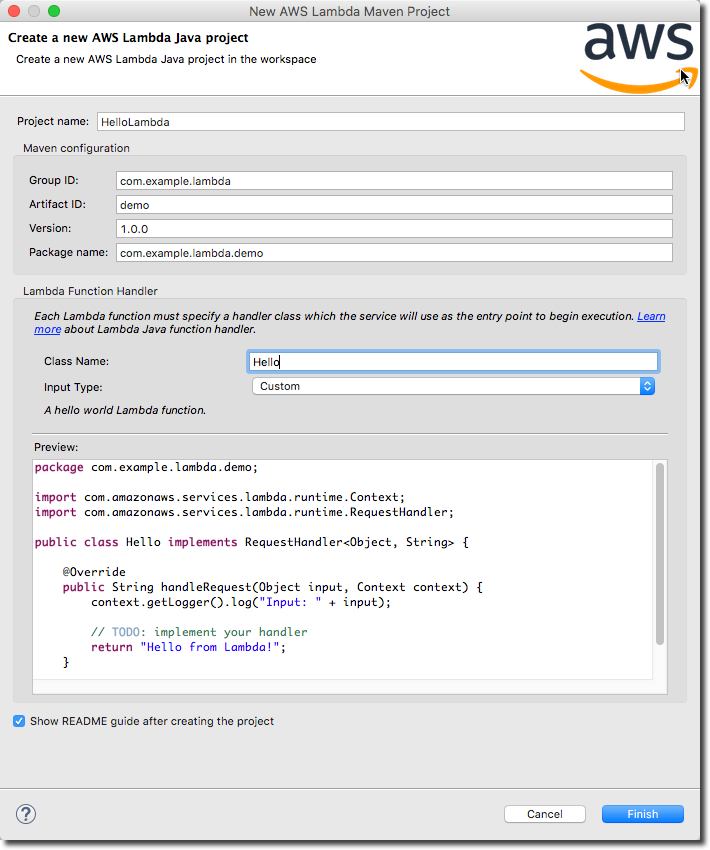 New AWS Lambda Maven Project
Create a new AWS Lambda Java project
Create a new AWS Lambda Java project in the workspace
aws
Project name: HelloLambda
Maven configuration
Group ID: com.example.lambda
Artifact ID: demo
Version: 1.0.0
Package name: com.example.lambda.demo
Lambda Function Handler
Each Lambda function must specify a handler class which the service will use as the entry point to begin execution. Learn
more about Lambda Java function handler.
Class Name: Hello
Input Type: Custom
A hello world Lambda function.
Preview:
package com.example.lambda.demo;
import com.amazonaws.services.lambda.runtime.Context;
import com.amazonaws.services.lambda.runtime.RequestHandler;
public class Hello implements RequestHandler<Object, String> {
@Override
public String handleRequest(Object input, Context context) {
context.getLogger().log("Input: " + input);
// TODO: implement your handler
return "Hello from Lambda!";
}
Show README guide after creating the project
?
Cancel
Finish